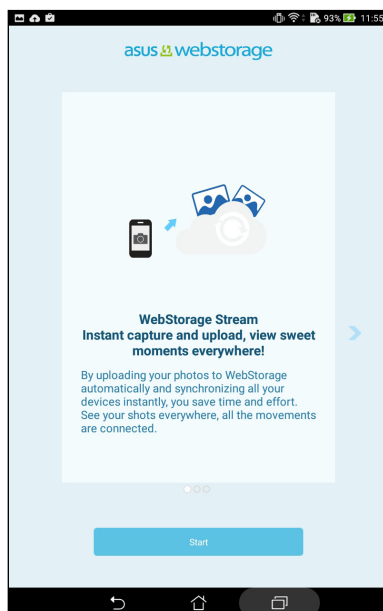 93% 11:55
asus webstorage
WebStorage Stream
Instant capture and upload, view sweet
moments everywhere!
By uploading your photos to WebStorage
automatically and synchronizing all your
devices instantly, you save time and effort.
See your shots everywhere, all the movements
are connected.
Start